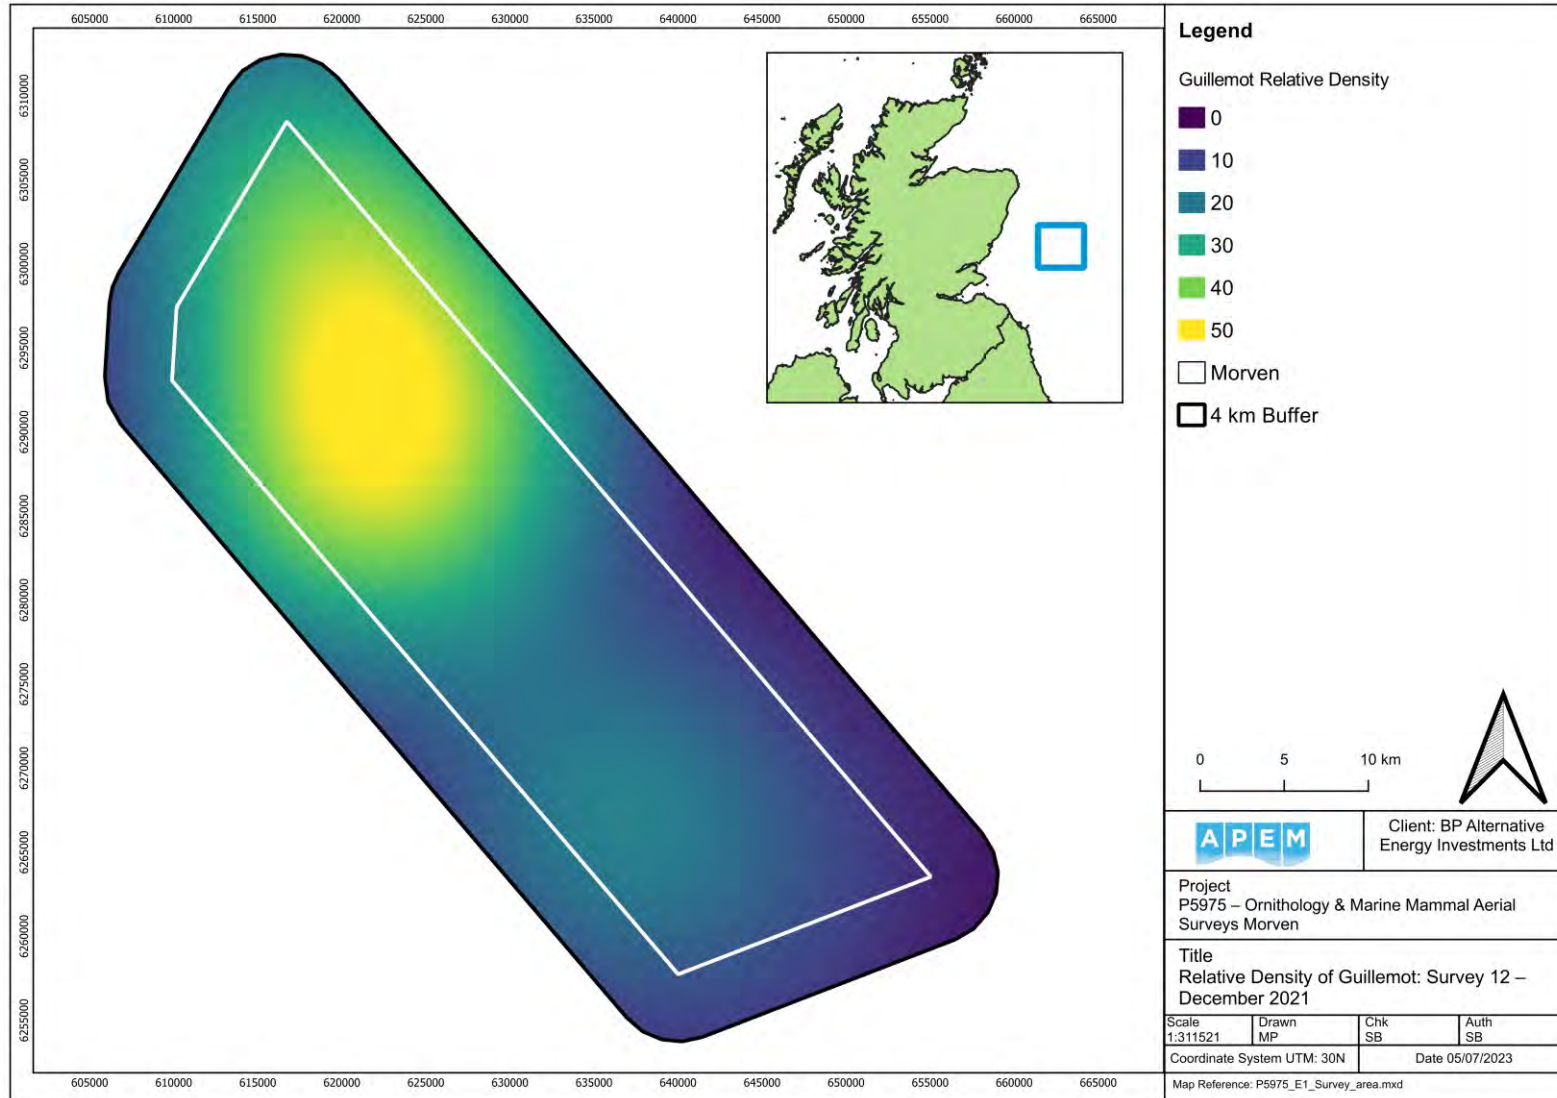 605000 610000 615000 620000 625000 630000 635000 640000 645000 650000 655000 660000 665000
6310000
6305000
6300000
6295000
6290000
6285000
6280000
6275000
6270000
6265000
6260000
6255000
605000 610000 615000 620000 625000 630000 635000 640000 645000 650000 655000 660000 665000
Legend
Guillemot Relative Density
0
10
20
30
40
50
Morven
4 km Buffer
0 5 10 km
APEM
Client: BP Alternative
Energy Investments Ltd
Project
P5975 – Ornithology & Marine Mammal Aerial
Surveys Morven
Title
Relative Density of Guillemot: Survey 12 –
December 2021
Scale
1:311521
Drawn
MP
Chk
SB
Auth
SB
Coordinate System UTM: 30N
Date 05/07/2023
Map Reference: P5975_E1_Survey_area.mxd